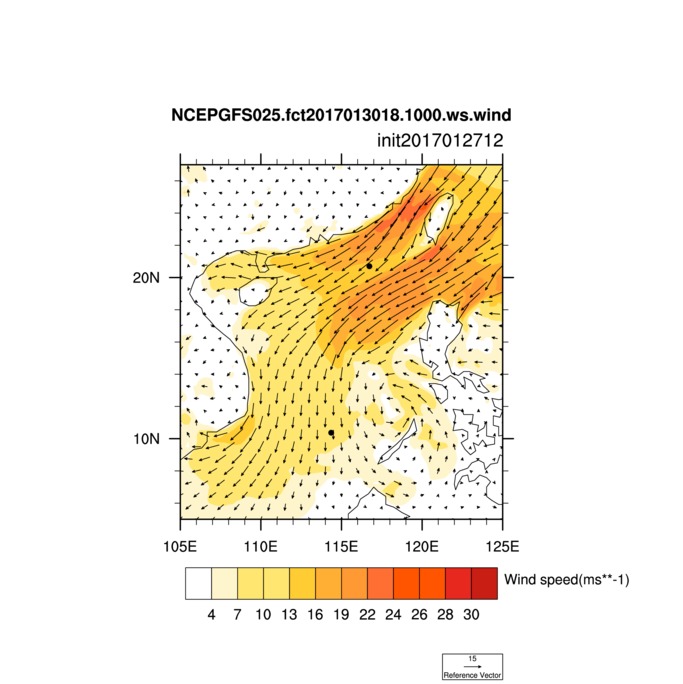 NCEPGFS025.fct2017013018.1000.ws.wind
init2017012712
20N
10N
105E 110E 115E 120E 125E
Wind speed(ms**-1)
4 7 10 13 16 19 22 24 26 28 30
15
Reference Vector